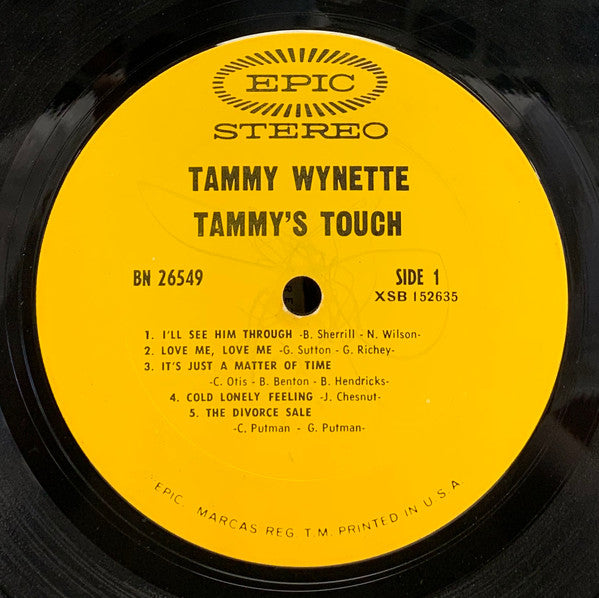 EPIC
STEREO
TAMMY WYNETTE
TAMMY'S TOUCH
BN 26549
SIDE 1
XSB 152635
1. I'LL SEE HIM THROUGH -B. Sherrill - N. Wilson-
2. LOVE ME, LOVE ME -G. Sutton - G. Richey-
3. IT'S JUST A MATTER OF TIME
-C. Otis - B. Benton - B. Hendricks-
4. COLD LONELY FEELING -J. Chesnut-
5. THE DIVORCE SALE
-C. Putman - G. Putman-
EPIC. MARCAS REG. T.M. PRINTED IN U.S.A.